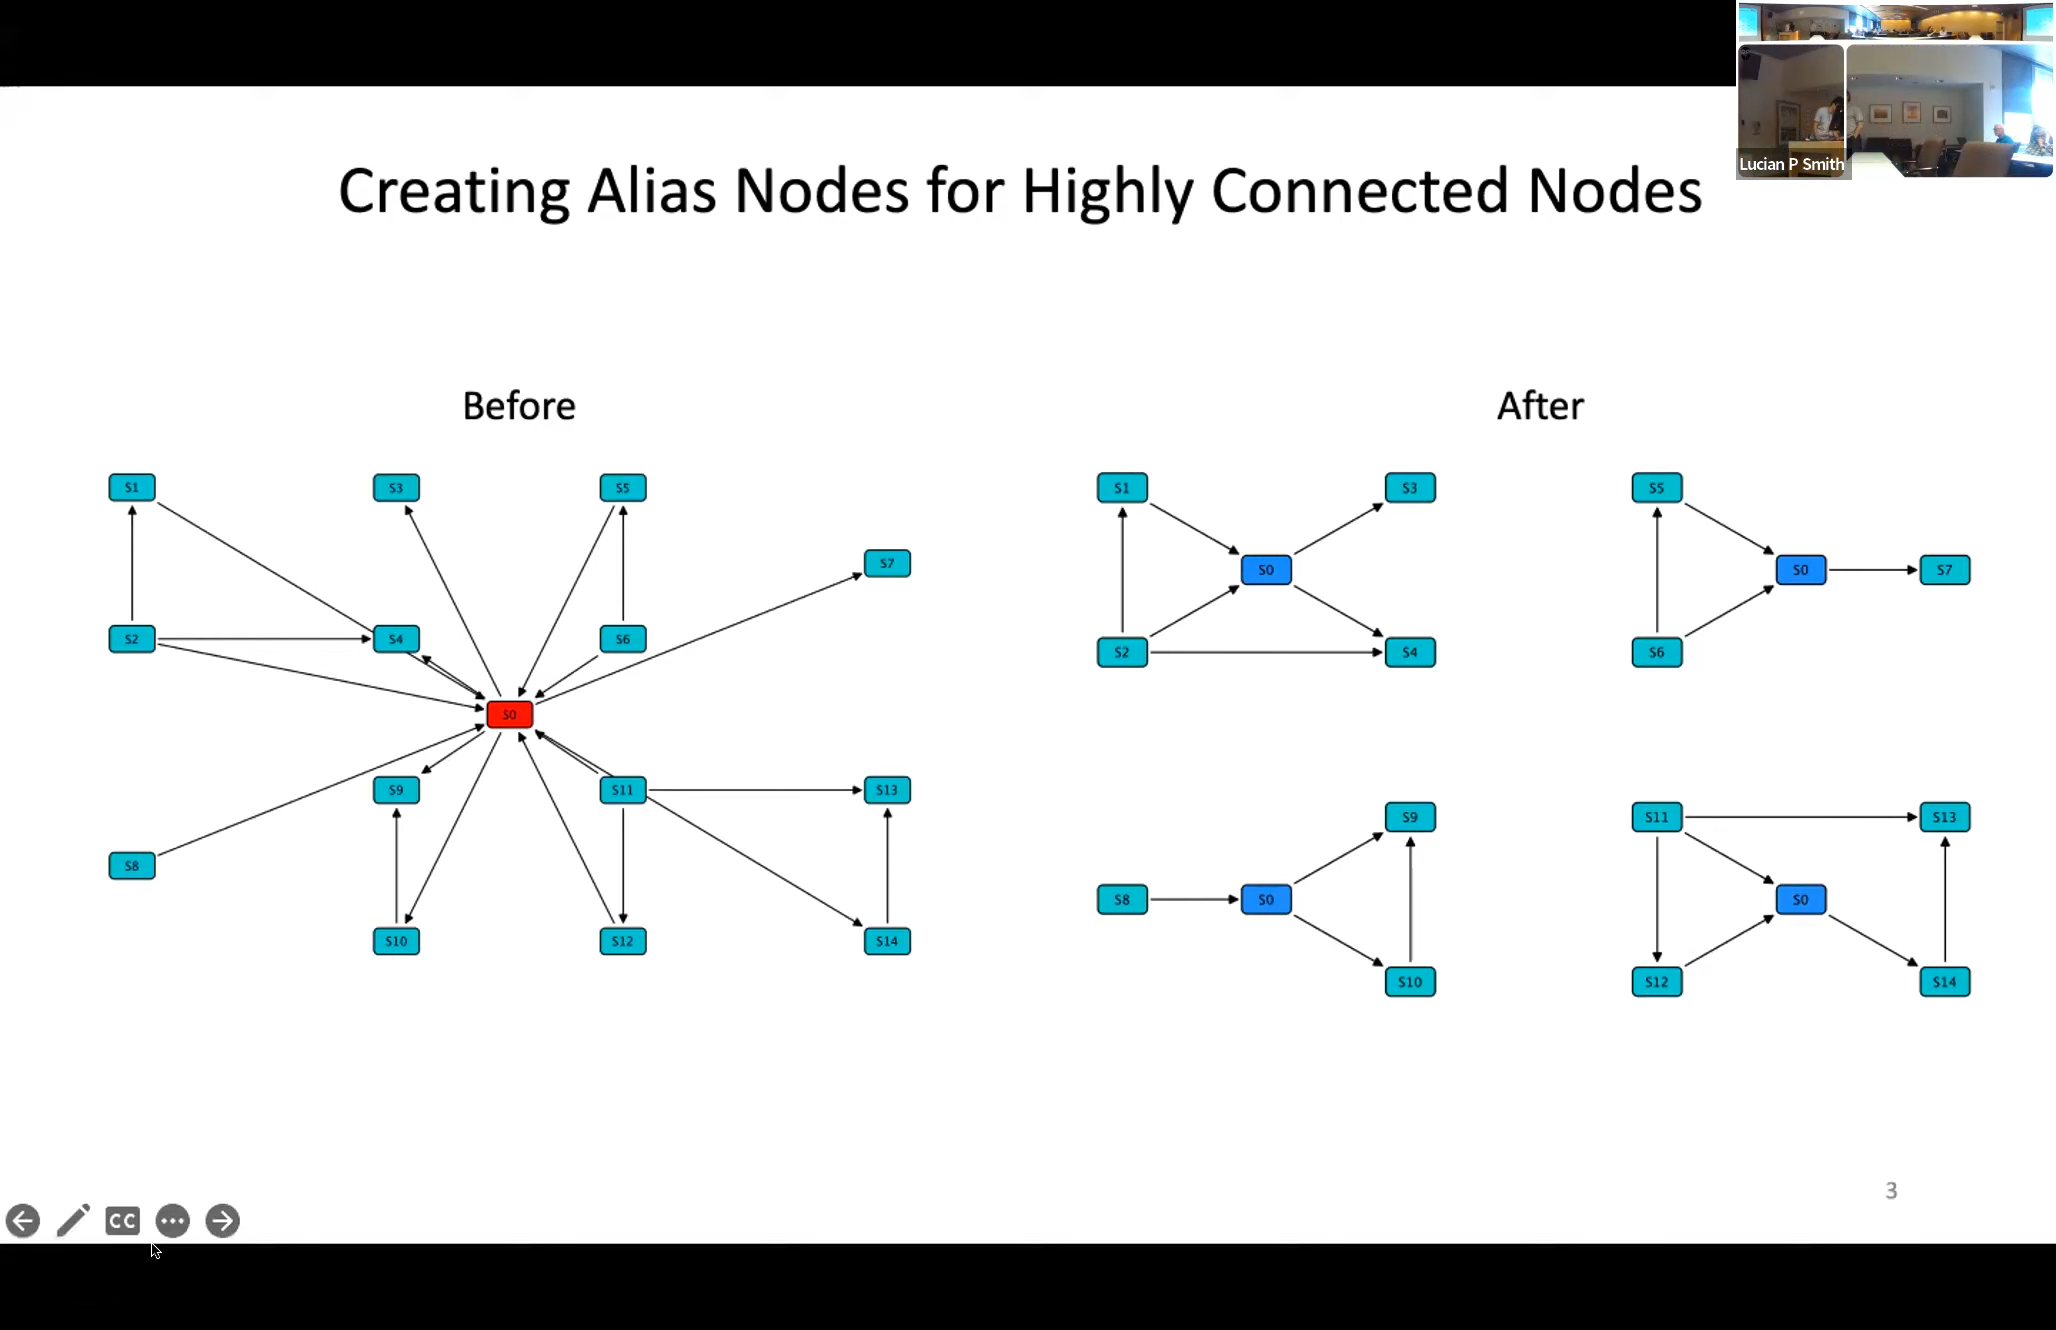 Lucian P Smith
Creating Alias Nodes for Highly Connected Nodes
Before
S1
S3
S5
S7
S2
S4
S6
S0
S9
S11
S13
S8
S10
S12
S14
After
S1
S3
S5
S0
S0
S7
S2
S4
S6
S9
S11
S13
S8
S0
S0
S10
S12
S14
3
CC